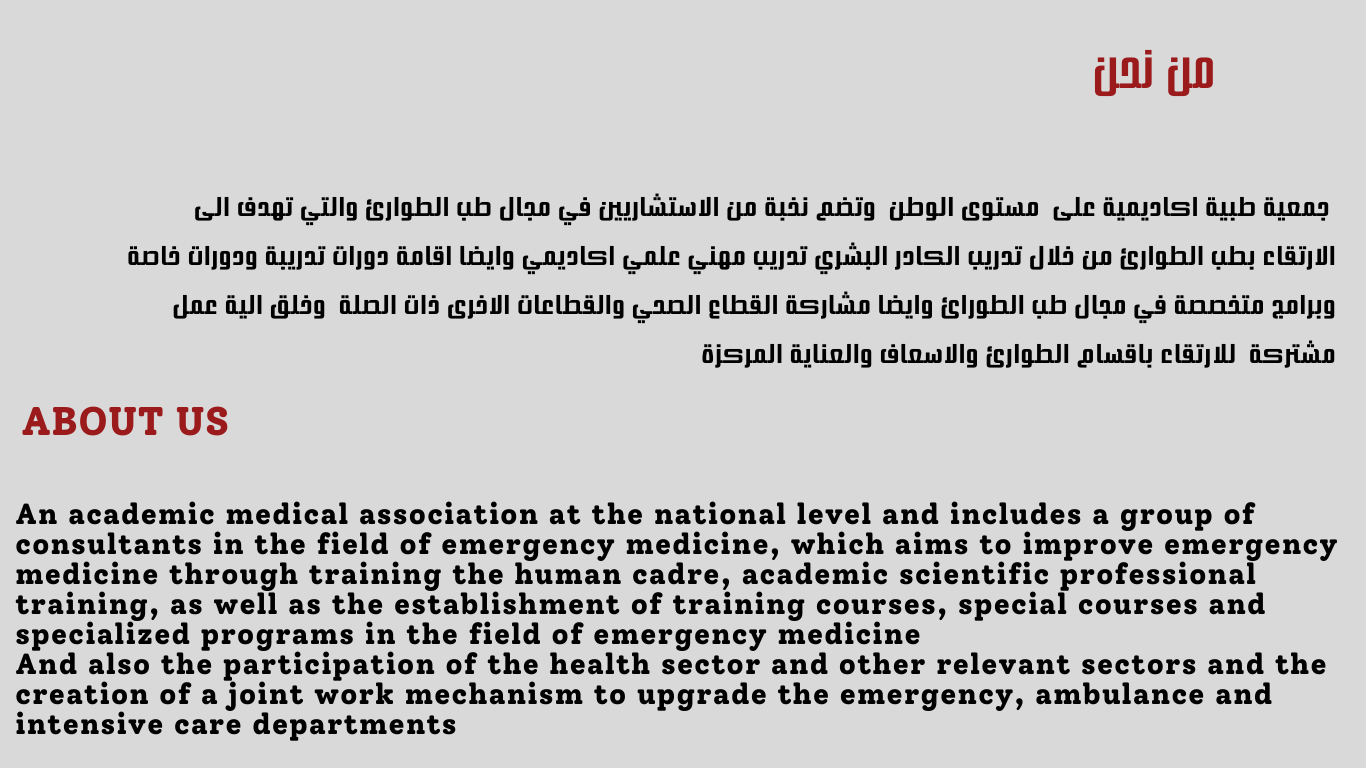 من نحن
جمعية طبية اكاديمية على مستوى الوطن وتضم نخبة من الاستشاريين في مجال طب الطوارئ والتي تهدف الى
الارتقاء بطب الطوارئ من خلال تدريب الكادر البشري تدريب مهني علمي اكاديمي وايضا اقامة دورات تدريبة ودورات خاصة
وبرامج متخصصة في مجال طب الطورائ وايضا مشاركة القطاع الصحي والقطاعات الاخرى ذات الصلة وخلق الية عمل
مشتركة للارتقاء باقسام الطوارئ والاسعاف والعناية المركزة
ABOUT US
An academic medical association at the national level and includes a group of
consultants in the field of emergency medicine, which aims to improve emergency
medicine through training the human cadre, academic scientific professional
training, as well as the establishment of training courses, special courses and
specialized programs in the field of emergency medicine
And also the participation of the health sector and other relevant sectors and the
creation of a joint work mechanism to upgrade the emergency, ambulance and
intensive care departments